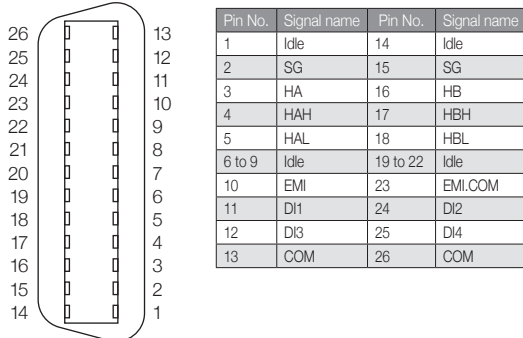 26 13
25 12
24 11
23 10
22 9
21 8
20 7
19 6
18 5
17 4
16 3
15 2
14 1
Pin No. Signal name Pin No. Signal name
1 Idle 14 Idle
2 SG 15 SG
3 HA 16 HB
4 HAH 17 HBH
5 HAL 18 HBL
6 to 9 Idle 19 to 22 Idle
10 EMI 23 EMI.COM
11 DI1 24 DI2
12 DI3 25 DI4
13 COM 26 COM